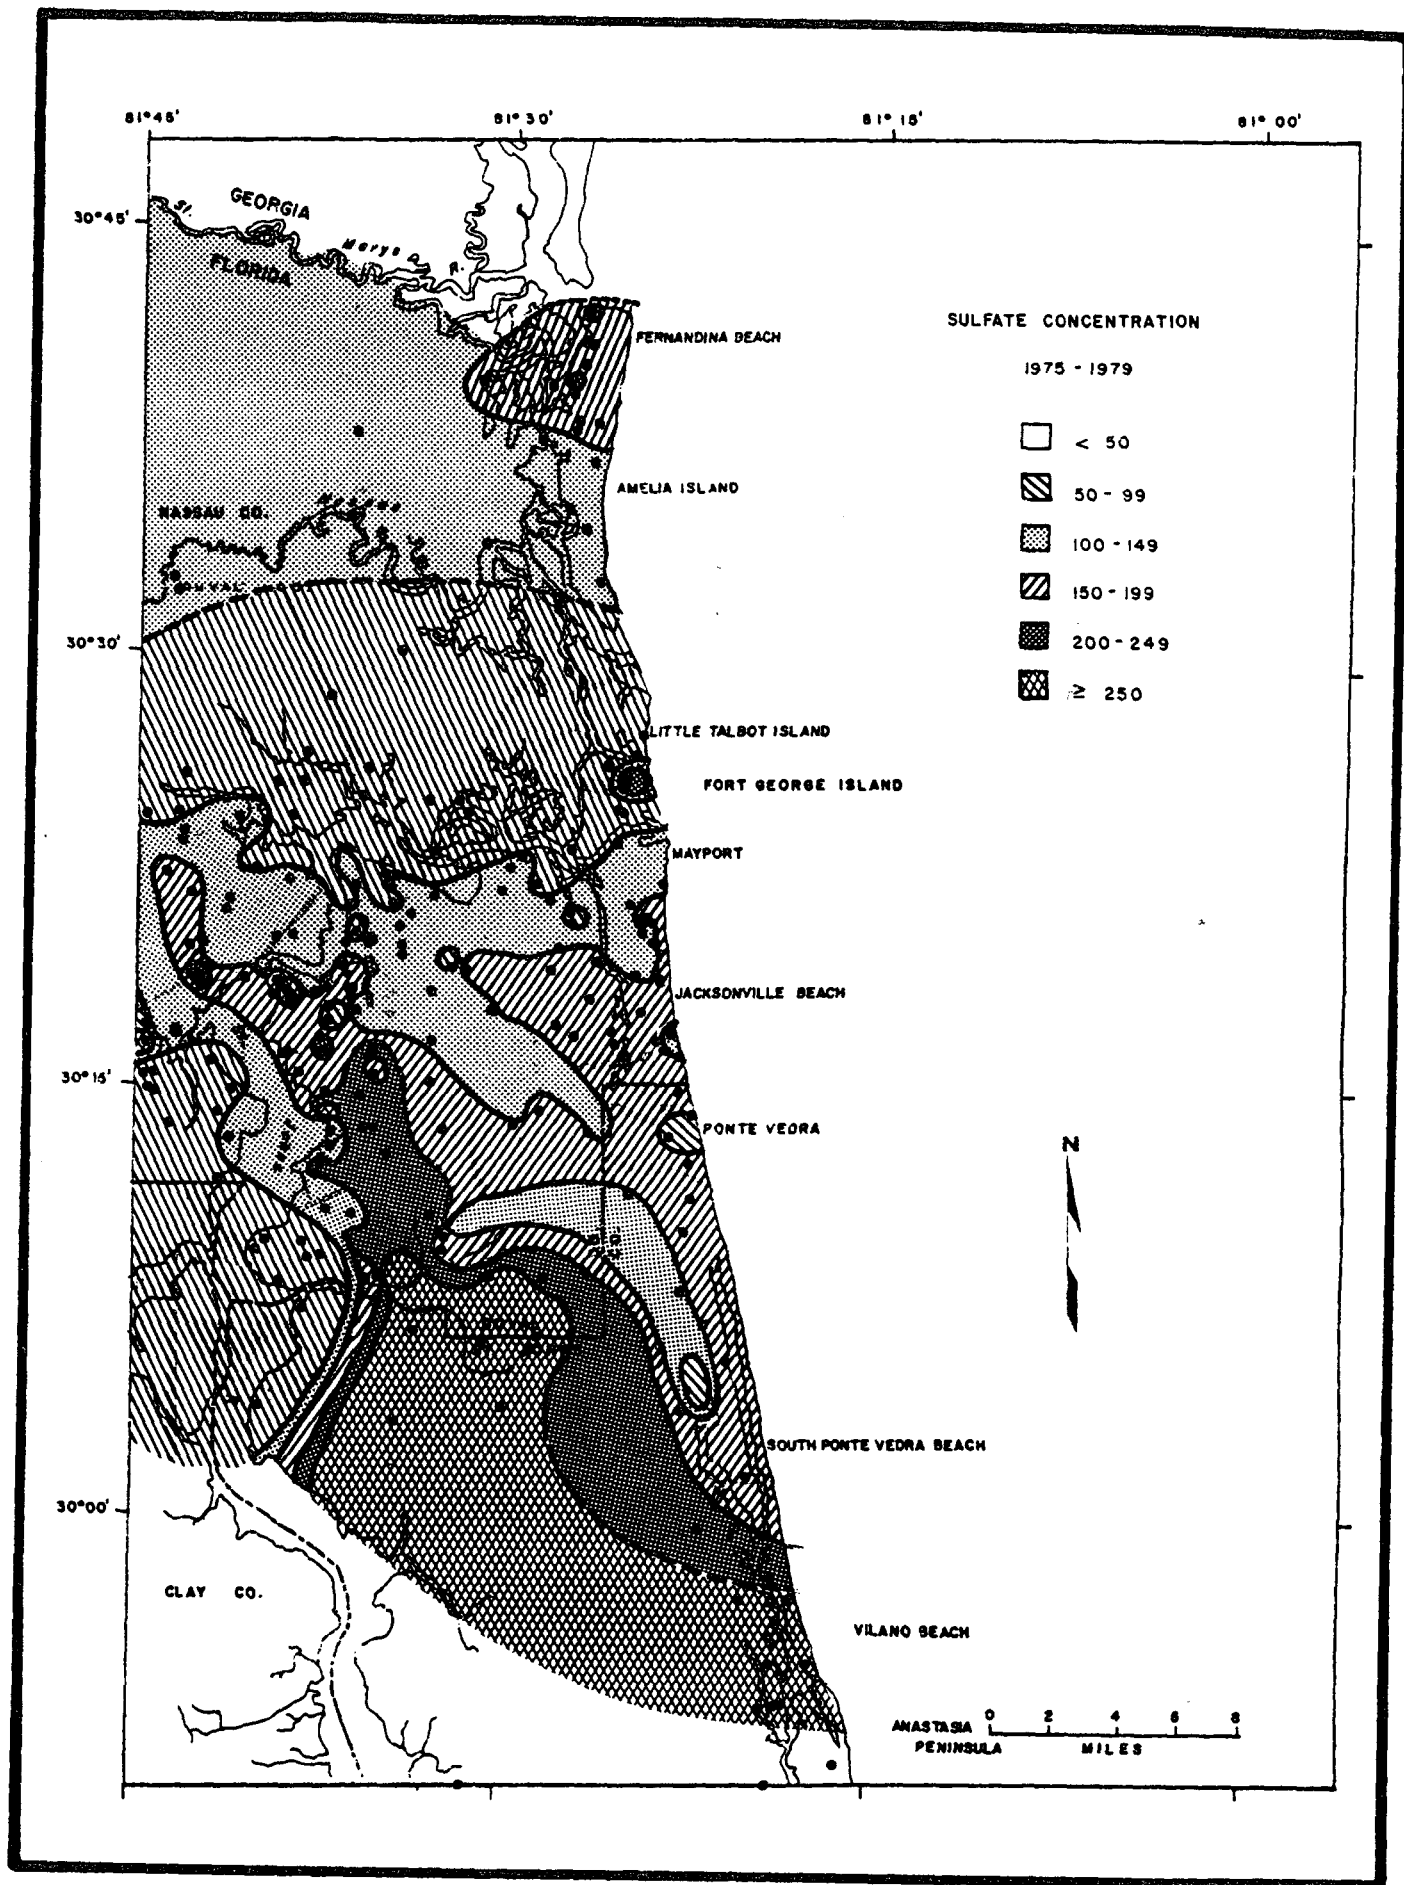 81°45'
81°30'
81°15'
81°00'
30°45'
St.
GEORGIA
Marys
R.
FLORIDA
FERNANDINA BEACH
SULFATE CONCENTRATION
1975 - 1979
< 50
50 - 99
100 - 149
150 - 199
200 - 249
≥ 250
AMELIA ISLAND
NASSAU CO.
Nassau
DUVAL CO.
30°30'
LITTLE TALBOT ISLAND
FORT GEORGE ISLAND
MAYPORT
JACKSONVILLE BEACH
30°15'
PONTE VEDRA
N
SOUTH PONTE VEDRA BEACH
30°00'
CLAY CO.
VILANO BEACH
ANASTASIA
PENINSULA
0 2 4 6 8
MILES